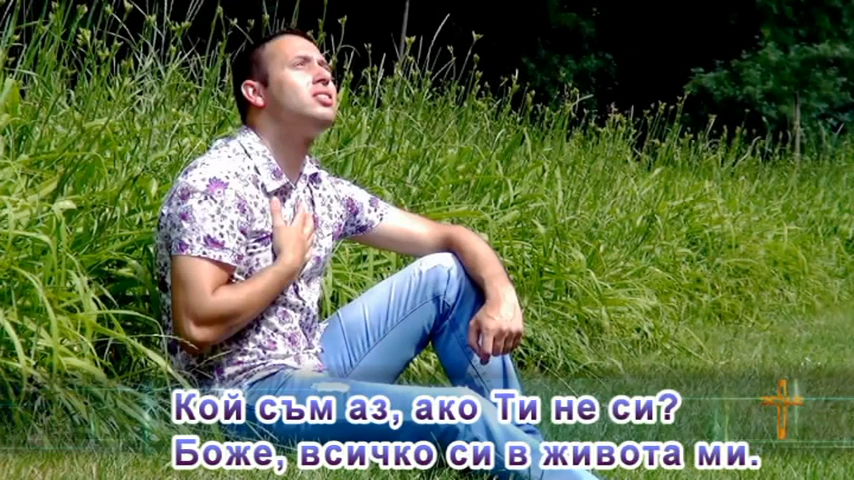 Кой съм аз, ако Ти не си?
Боже, всичко си в живота ми.